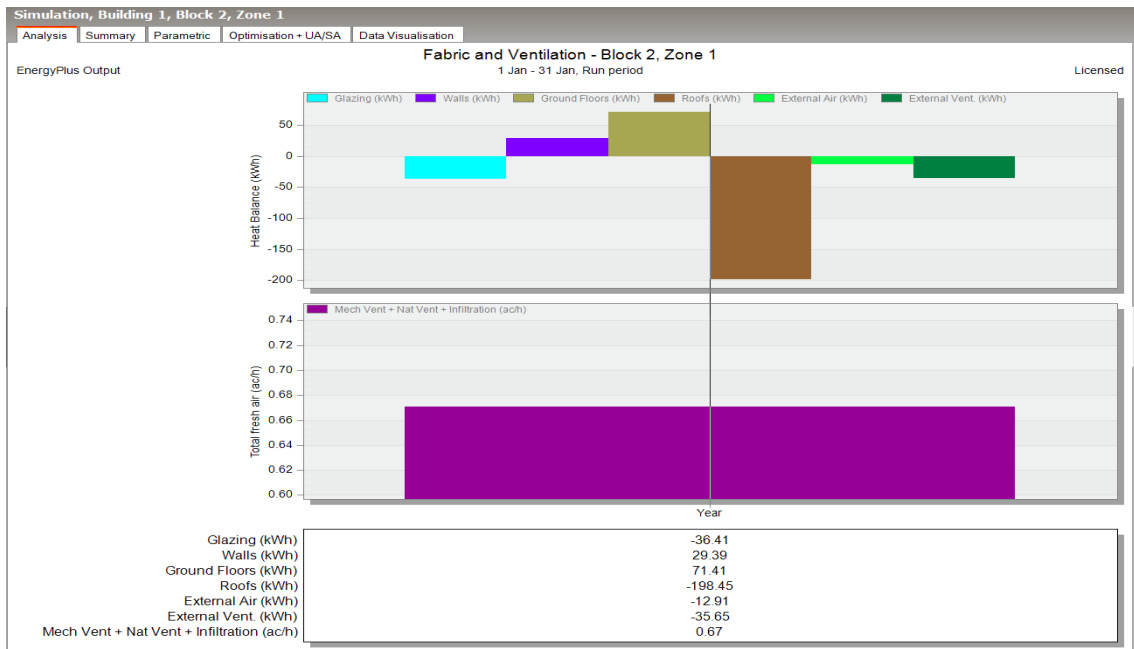 Simulation, Building 1, Block 2, Zone 1
Analysis Summary Parametric Optimisation + UA/SA Data Visualisation
Fabric and Ventilation - Block 2, Zone 1
EnergyPlus Output 1 Jan - 31 Jan, Run period Licensed
Glazing (kWh) Walls (kWh) Ground Floors (kWh) Roofs (kWh) External Air (kWh) External Vent. (kWh)
Heat Balance (kWh)
50
0
-50
-100
-150
-200
Mech Vent + Nat Vent + Infiltration (ac/h)
Total fresh air (ac/h)
0.74
0.72
0.70
0.68
0.66
0.64
0.62
0.60
Year
Glazing (kWh) -36.41
Walls (kWh) 29.39
Ground Floors (kWh) 71.41
Roofs (kWh) -198.45
External Air (kWh) -12.91
External Vent. (kWh) -35.65
Mech Vent + Nat Vent + Infiltration (ac/h) 0.67